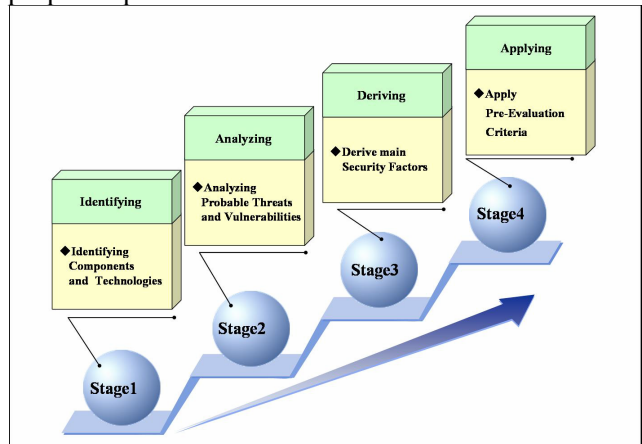 Identifying
◆Identifying
Components
and Technologies
Stage1
Analyzing
◆Analyzing
Probable Threats
and Vulnerabilities
Stage2
Deriving
◆Derive main
Security Factors
Stage3
Applying
◆Apply
Pre-Evaluation
Criteria
Stage4